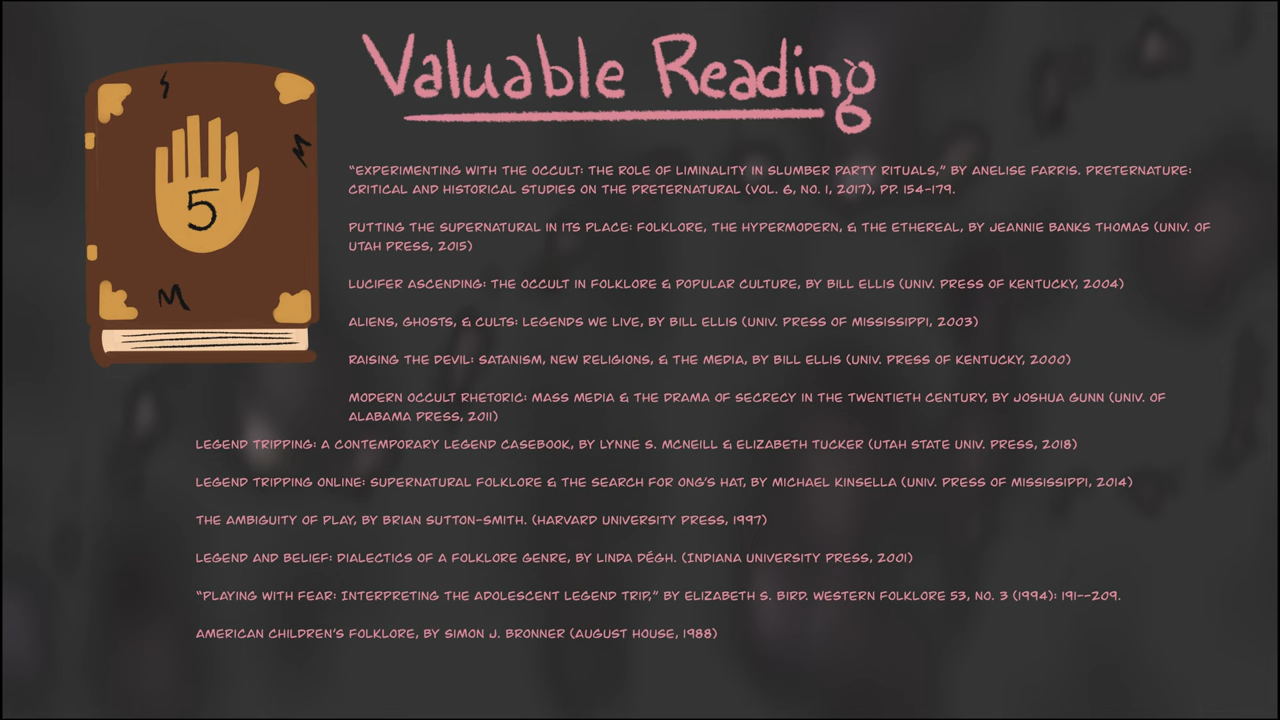 Valuable Reading
S
M
5
M
“EXPERIMENTING WITH THE OCCULT: THE ROLE OF LIMINALITY IN SLUMBER PARTY RITUALS,” BY ANELISE FARRIS. PRETERNATURE:
CRITICAL AND HISTORICAL STUDIES ON THE PRETERNATURAL (VOL. 6, NO. 1, 2017), PP. 154-179.
PUTTING THE SUPERNATURAL IN ITS PLACE: FOLKLORE, THE HYPERMODERN, & THE ETHEREAL, BY JEANNIE BANKS THOMAS (UNIV. OF
UTAH PRESS, 2015)
LUCIFER ASCENDING: THE OCCULT IN FOLKLORE & POPULAR CULTURE, BY BILL ELLIS (UNIV. PRESS OF KENTUCKY, 2004)
ALIENS, GHOSTS, & CULTS: LEGENDS WE LIVE, BY BILL ELLIS (UNIV. PRESS OF MISSISSIPPI, 2003)
RAISING THE DEVIL: SATANISM, NEW RELIGIONS, & THE MEDIA, BY BILL ELLIS (UNIV. PRESS OF KENTUCKY, 2000)
MODERN OCCULT RHETORIC: MASS MEDIA & THE DRAMA OF SECRECY IN THE TWENTIETH CENTURY, BY JOSHUA GUNN (UNIV. OF
ALABAMA PRESS, 2011)
LEGEND TRIPPING: A CONTEMPORARY LEGEND CASEBOOK, BY LYNNE S. MCNEILL & ELIZABETH TUCKER (UTAH STATE UNIV. PRESS, 2018)
LEGEND TRIPPING ONLINE: SUPERNATURAL FOLKLORE & THE SEARCH FOR ONG'S HAT, BY MICHAEL KINSELLA (UNIV. PRESS OF MISSISSIPPI, 2014)
THE AMBIGUITY OF PLAY, BY BRIAN SUTTON-SMITH. (HARVARD UNIVERSITY PRESS, 1997)
LEGEND AND BELIEF: DIALECTICS OF A FOLKLORE GENRE, BY LINDA DÉGH. (INDIANA UNIVERSITY PRESS, 2001)
“PLAYING WITH FEAR: INTERPRETING THE ADOLESCENT LEGEND TRIP,” BY ELIZABETH S. BIRD. WESTERN FOLKLORE 53, NO. 3 (1994): 191--209.
AMERICAN CHILDREN'S FOLKLORE, BY SIMON J. BRONNER (AUGUST HOUSE, 1988)